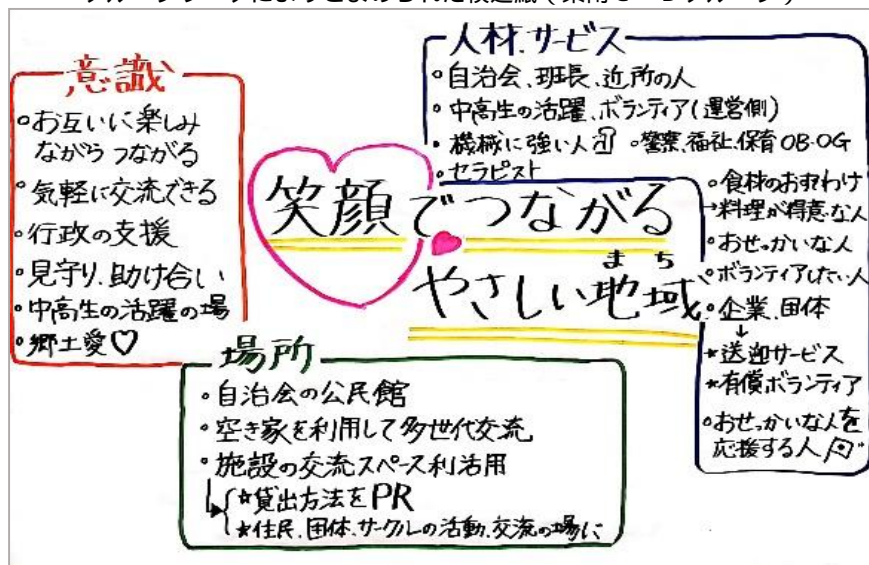 意識
・お互いに楽しみ
ながらつながる
・気軽に交流できる
・行政の支援
・見守り、助け合い
・中高生の活躍の場
・郷土愛♡
人材、サービス
・自治会、班長、近所の人
・中高生の活躍、ボランティア(運営側)
・機械に強い人 ・警察、福祉、保育OB・OG
・セラピスト
・食材のおすそわけ
→料理が得意な人
・おせっかいな人
・ボランティアしたい人
・企業、団体
↓
★送迎サービス
★有償ボランティア
・おせっかいな人を
応援する人
笑顔でつながる
まち
やさしい地域
場所
・自治会の公民館
・空き家を利用して多世代交流
・施設の交流スペース利活用
★貸出方法をPR
★住民、団体、サークルの活動、交流の場に